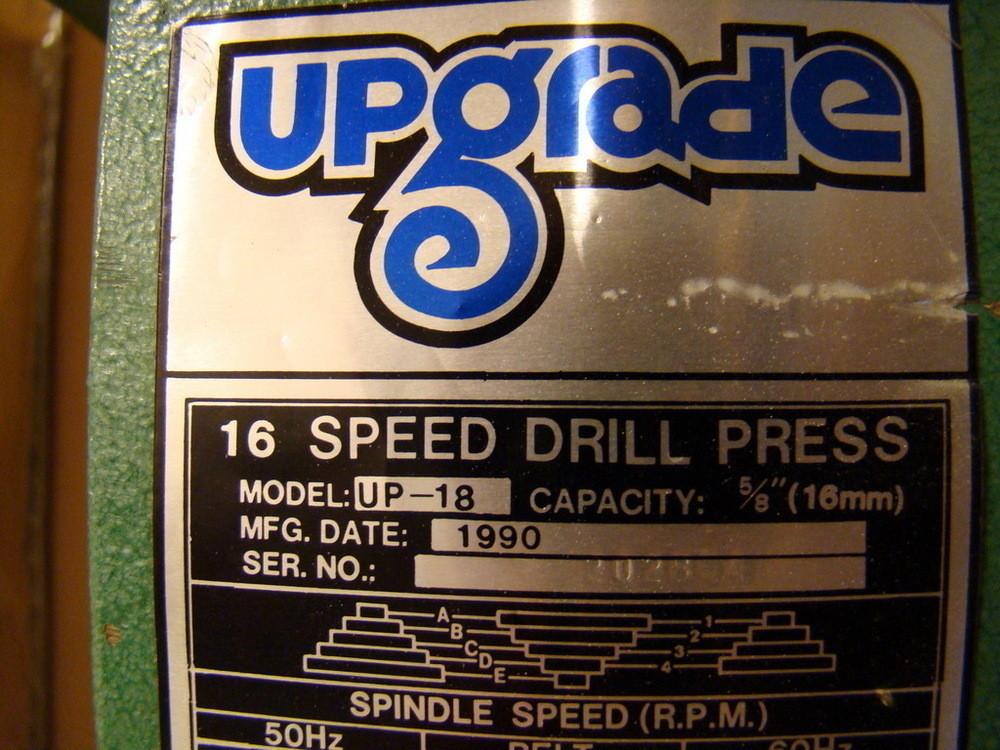 upgrade
16 SPEED DRILL PRESS
MODEL: UP-18 CAPACITY: 5/8" (16mm)
MFG. DATE: 1990
SER. NO.:
A 1
B 2
C 3
D 4
E
SPINDLE SPEED (R.P.M.)
50Hz BELT 60Hz